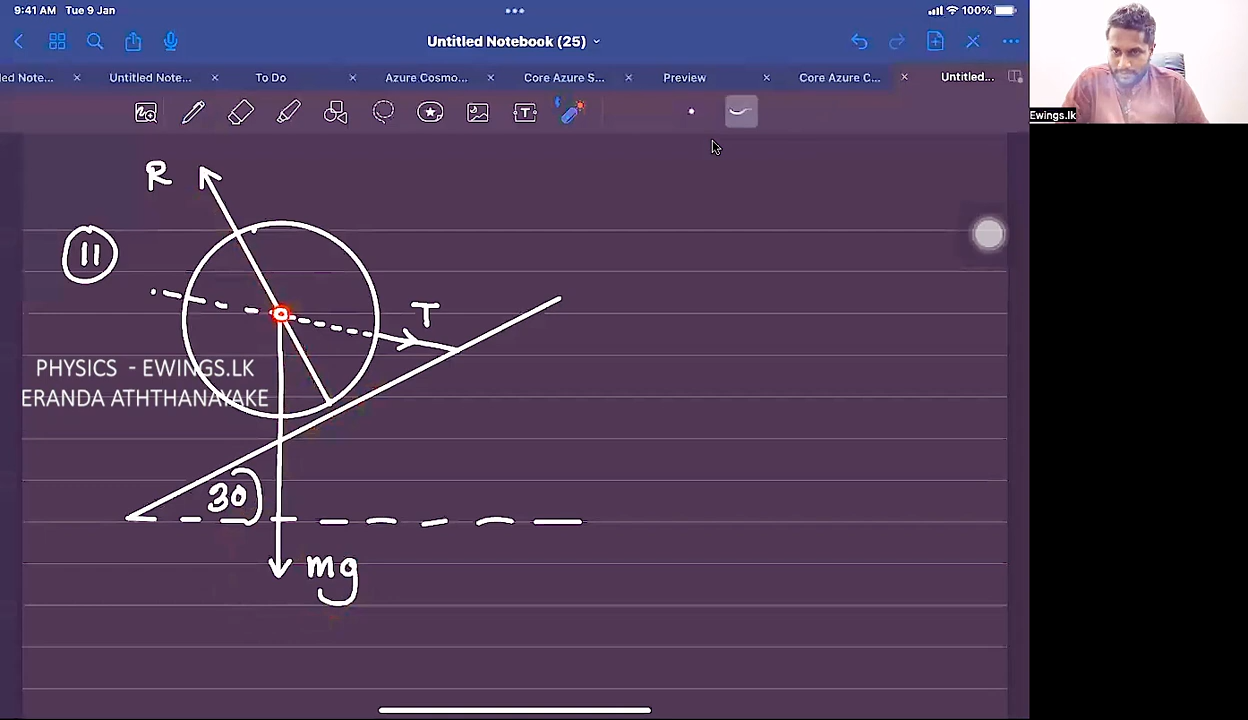 9:41 AM Tue 9 Jan
100%
Untitled Notebook (25)
led Note...
Untitled Note...
To Do
Azure Cosmo...
Core Azure S...
Preview
Core Azure C...
Untitled...
T
Ewings.lk
R
11
T
PHYSICS - EWINGS.LK
ERANDA ATHTHANAYAKE
30
mg